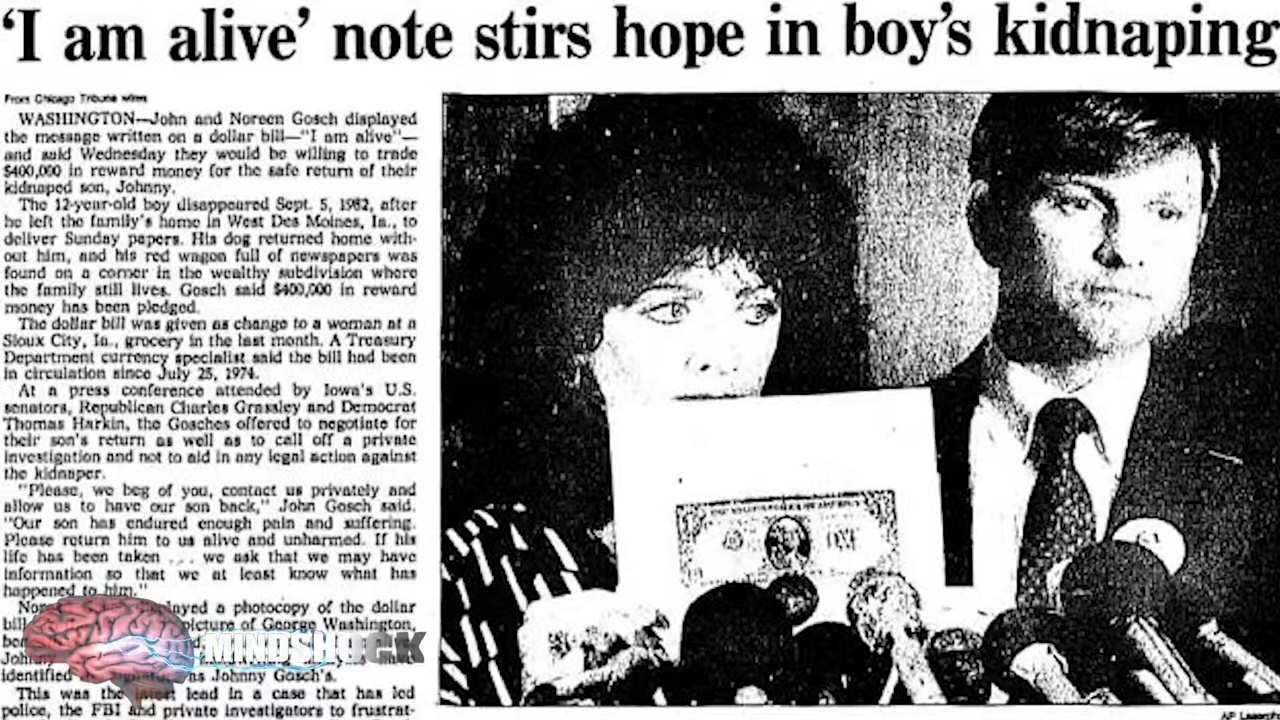 ‘I am alive’ note stirs hope in boy’s kidnaping
From Chicago Tribune wires
WASHINGTON—John and Noreen Gosch displayed
the message written on a dollar bill—"I am alive"—
and said Wednesday they would be willing to trade
$400,000 in reward money for the safe return of their
kidnaped son, Johnny.
The 12-year-old boy disappeared Sept. 5, 1982, after
he left the family's home in West Des Moines, Ia., to
deliver Sunday papers. His dog returned home with-
out him, and his red wagon full of newspapers was
found on a corner in the wealthy subdivision where
the family still lives. Gosch said $400,000 in reward
money has been pledged.
The dollar bill was given as change to a woman at a
Sioux City, Ia., grocery in the last month. A Treasury
Department currency specialist said the bill had been
in circulation since July 25, 1974.
At a press conference attended by Iowa's U.S.
senators, Republican Charles Grassley and Democrat
Thomas Harkin, the Gosches offered to negotiate for
their son's return as well as to call off a private
investigation and not to aid in any legal action against
the kidnaper.
"Please, we beg of you, contact us privately and
allow us to have our son back," John Gosch said.
"Our son has endured enough pain and suffering.
Please return him to us alive and unharmed. If his
life has been taken . . . we ask that we may have
information so that we at least know what has
happened to him."
played a photocopy of the dollar
bill picture of George Washington,
have
identified as Johnny Gosch's.
This was the latest lead in a case that has led
police, the FBI and private investigators to frustrat-
MINDSHOCK
ONE
AP Laserphoto